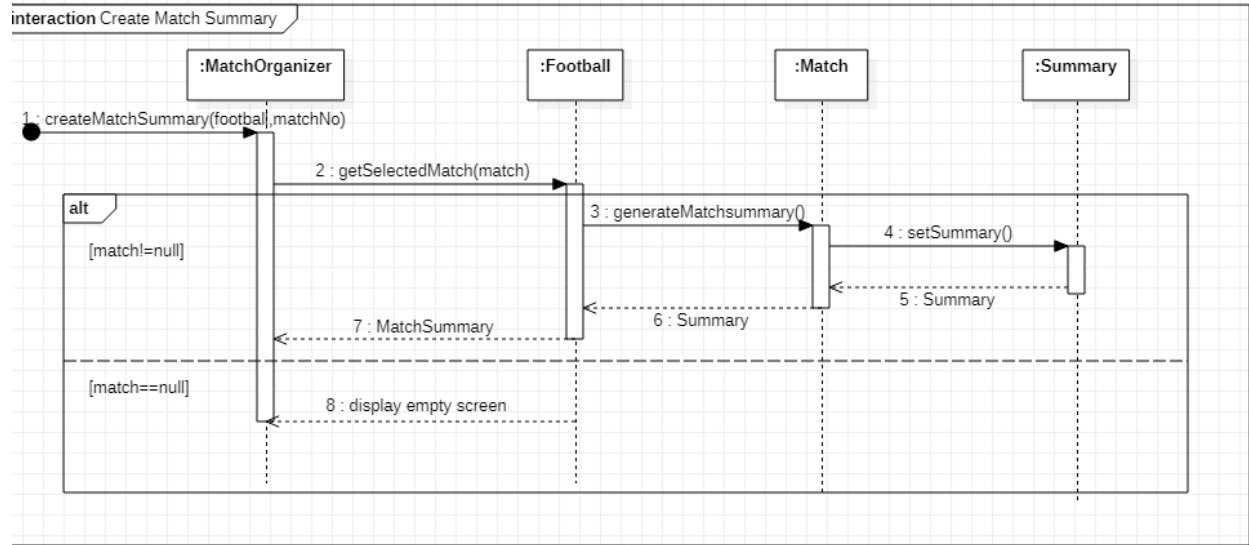 interaction Create Match Summary
:MatchOrganizer
:Football
:Match
:Summary
1 : createMatchSummary(football,matchNo)
2 : getSelectedMatch(match)
alt
3 : generateMatchsummary()
4 : setSummary()
[match!=null]
5 : Summary
6 : Summary
7 : MatchSummary
[match==null]
8 : display empty screen